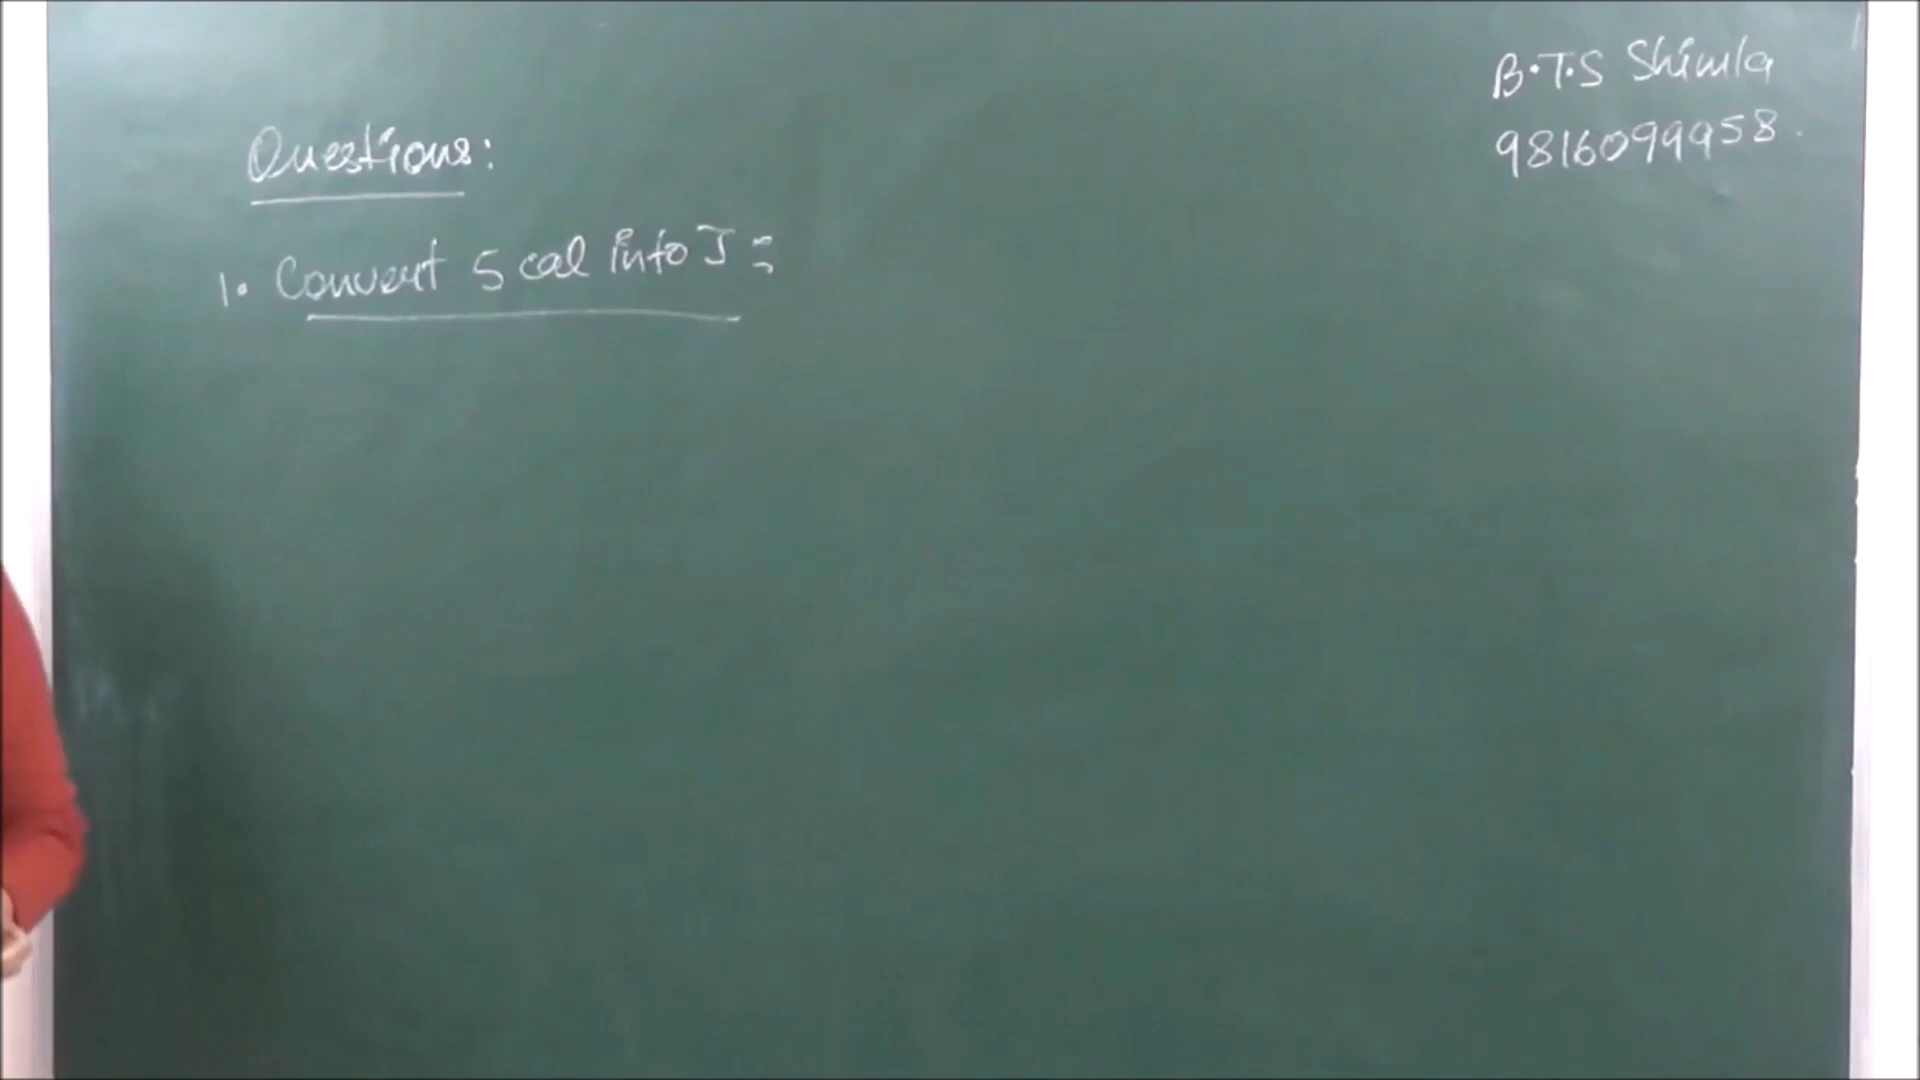 B.T.S Shimla
9816099958.
Questions:
1. Convert 5 cal into J :